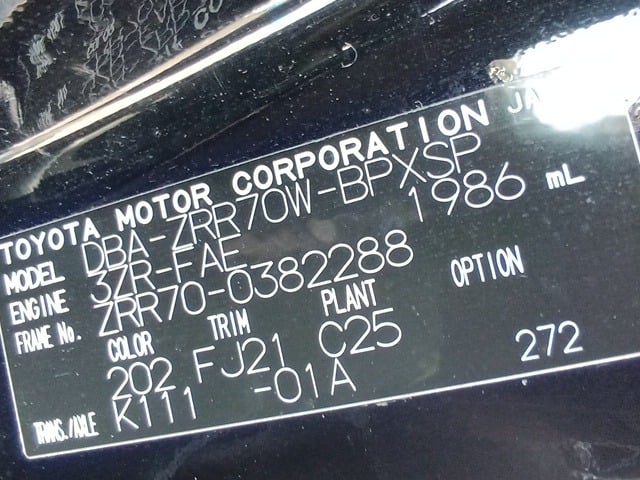 TOYOTA MOTOR CORPORATION JA
MODEL DBA-ZRR70W-BPXSP
ENGINE 3ZR-FAE 1986 mL
FRAME No. ZRR70-0382288
COLOR TRIM PLANT OPTION
202 FJ21 C25
TRANS./AXLE K111 -01A 272